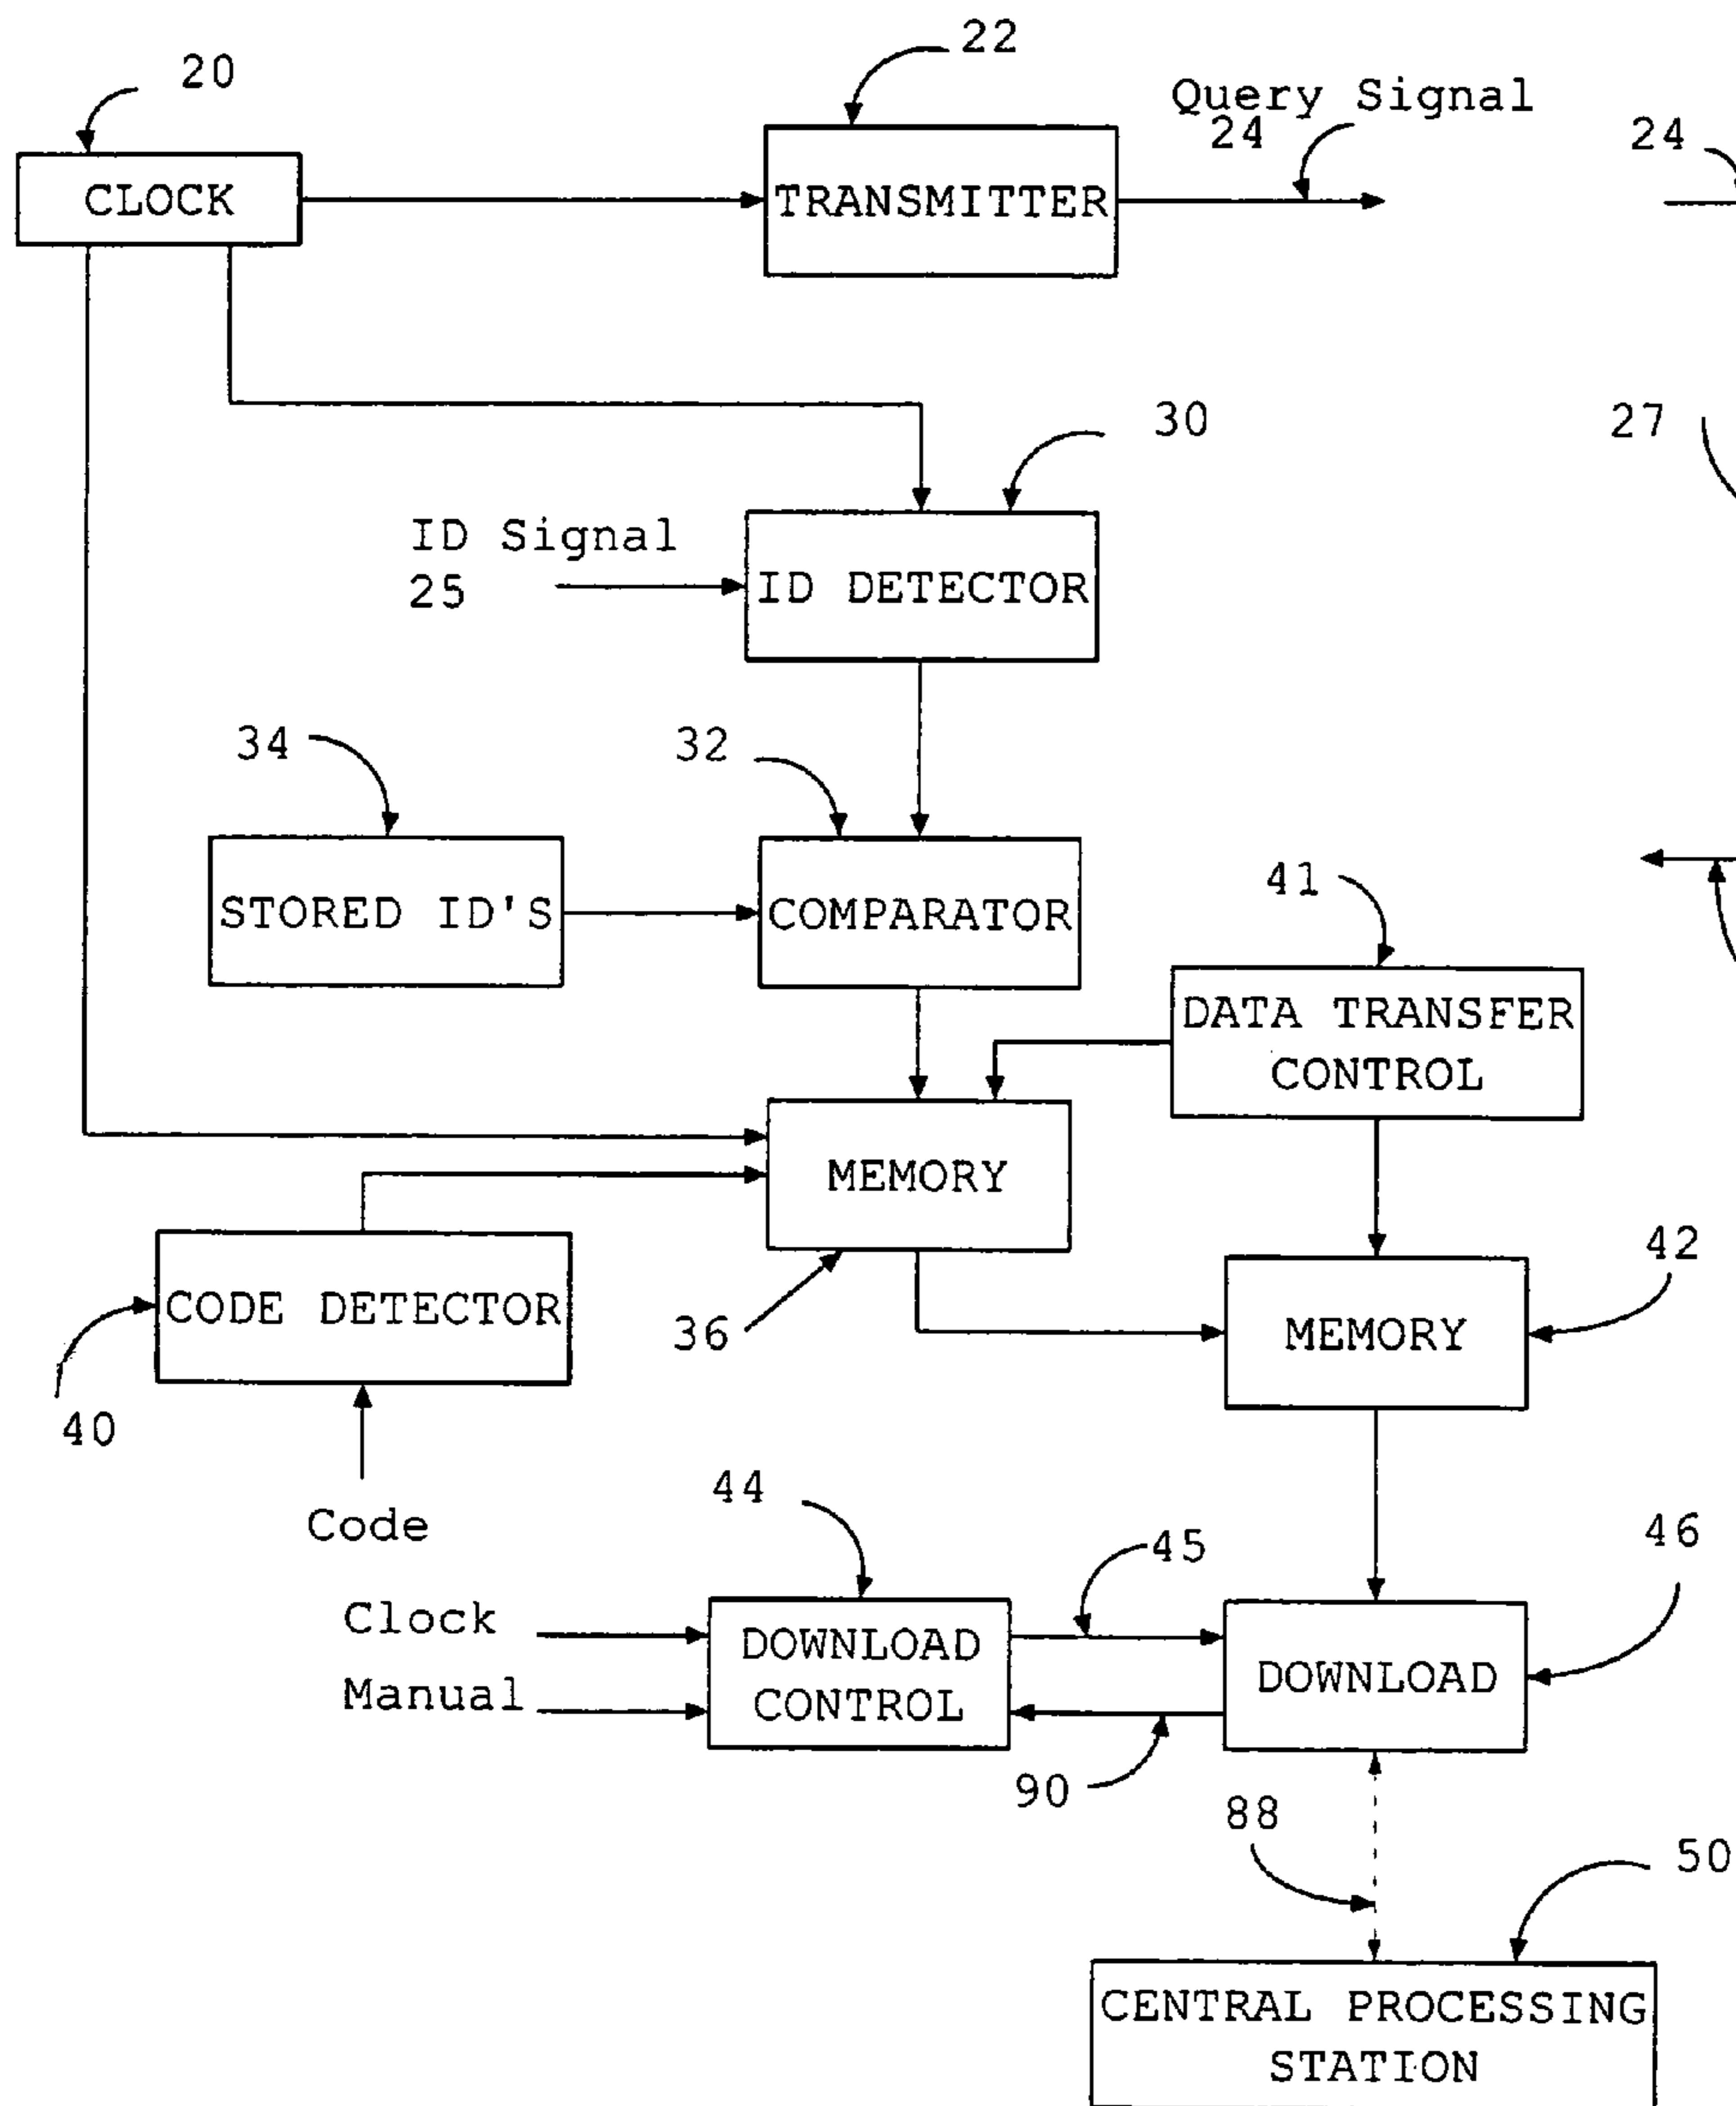 22
20
Query Signal
24
24
CLOCK
TRANSMITTER
30
27
ID Signal
25
ID DETECTOR
34
32
41
STORED ID'S
COMPARATOR
DATA TRANSFER
CONTROL
MEMORY
42
CODE DETECTOR
36
MEMORY
40
44
Code
45
46
Clock
DOWNLOAD
CONTROL
Manual
DOWNLOAD
90
88
50
CENTRAL PROCESSING
STATION